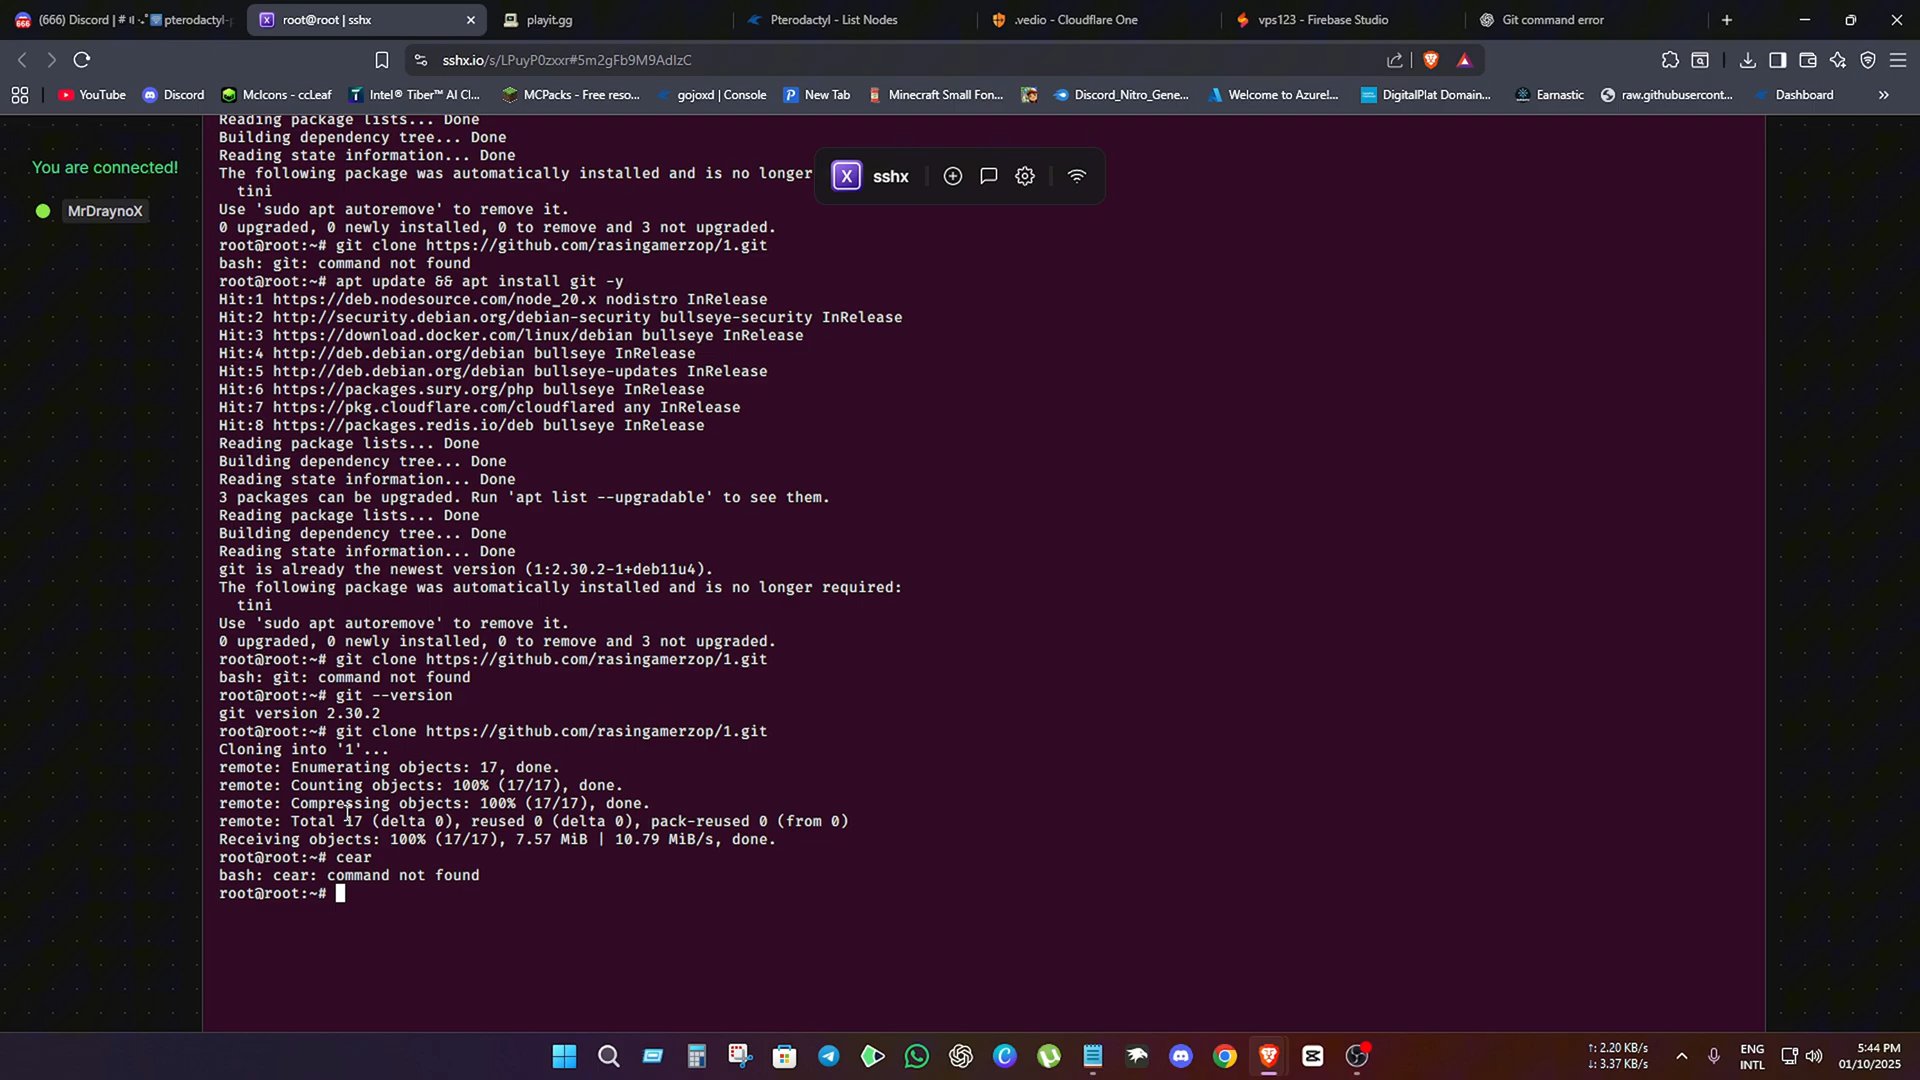 (666) Discord | # 
pterodactyl-
root@root | sshx
playit.gg
Pterodactyl - List Nodes
.vedio - Cloudflare One
vps123 - Firebase Studio
Git command error
sshx.io/s/LPuyP0zxxr#5m2gFb9M9AdIzC
YouTube
Discord
McIcons - ccLeaf
Intel® Tiber™ AI Cl...
MCPacks - Free reso...
gojoxd | Console
New Tab
Minecraft Small Fon...
Discord_Nitro_Gene...
Welcome to Azure!...
DigitalPlat Domain...
Earnastic
raw.githubusercont...
Dashboard
You are connected!
MrDraynoX
sshx
Reading package lists... Done
Building dependency tree... Done
Reading state information... Done
The following package was automatically installed and is no longer
tini
Use 'sudo apt autoremove' to remove it.
0 upgraded, 0 newly installed, 0 to remove and 3 not upgraded.
root@root:~# git clone https://github.com/rasingamerzop/1.git
bash: git: command not found
root@root:~# apt update && apt install git -y
Hit:1 https://deb.nodesource.com/node_20.x nodistro InRelease
Hit:2 http://security.debian.org/debian-security bullseye-security InRelease
Hit:3 https://download.docker.com/linux/debian bullseye InRelease
Hit:4 http://deb.debian.org/debian bullseye InRelease
Hit:5 http://deb.debian.org/debian bullseye-updates InRelease
Hit:6 https://packages.sury.org/php bullseye InRelease
Hit:7 https://pkg.cloudflare.com/cloudflared any InRelease
Hit:8 https://packages.redis.io/deb bullseye InRelease
Reading package lists... Done
Building dependency tree... Done
Reading state information... Done
3 packages can be upgraded. Run 'apt list --upgradable' to see them.
Reading package lists... Done
Building dependency tree... Done
Reading state information... Done
git is already the newest version (1:2.30.2-1+deb11u4).
The following package was automatically installed and is no longer required:
tini
Use 'sudo apt autoremove' to remove it.
0 upgraded, 0 newly installed, 0 to remove and 3 not upgraded.
root@root:~# git clone https://github.com/rasingamerzop/1.git
bash: git: command not found
root@root:~# git --version
git version 2.30.2
root@root:~# git clone https://github.com/rasingamerzop/1.git
Cloning into '1'...
remote: Enumerating objects: 17, done.
remote: Counting objects: 100% (17/17), done.
remote: Compressing objects: 100% (17/17), done.
remote: Total 17 (delta 0), reused 0 (delta 0), pack-reused 0 (from 0)
Receiving objects: 100% (17/17), 7.57 MiB | 10.79 MiB/s, done.
root@root:~# cear
bash: cear: command not found
root@root:~#
↑: 2.20 KB/s
↓: 3.37 KB/s
ENG
INTL
5:44 PM
01/10/2025